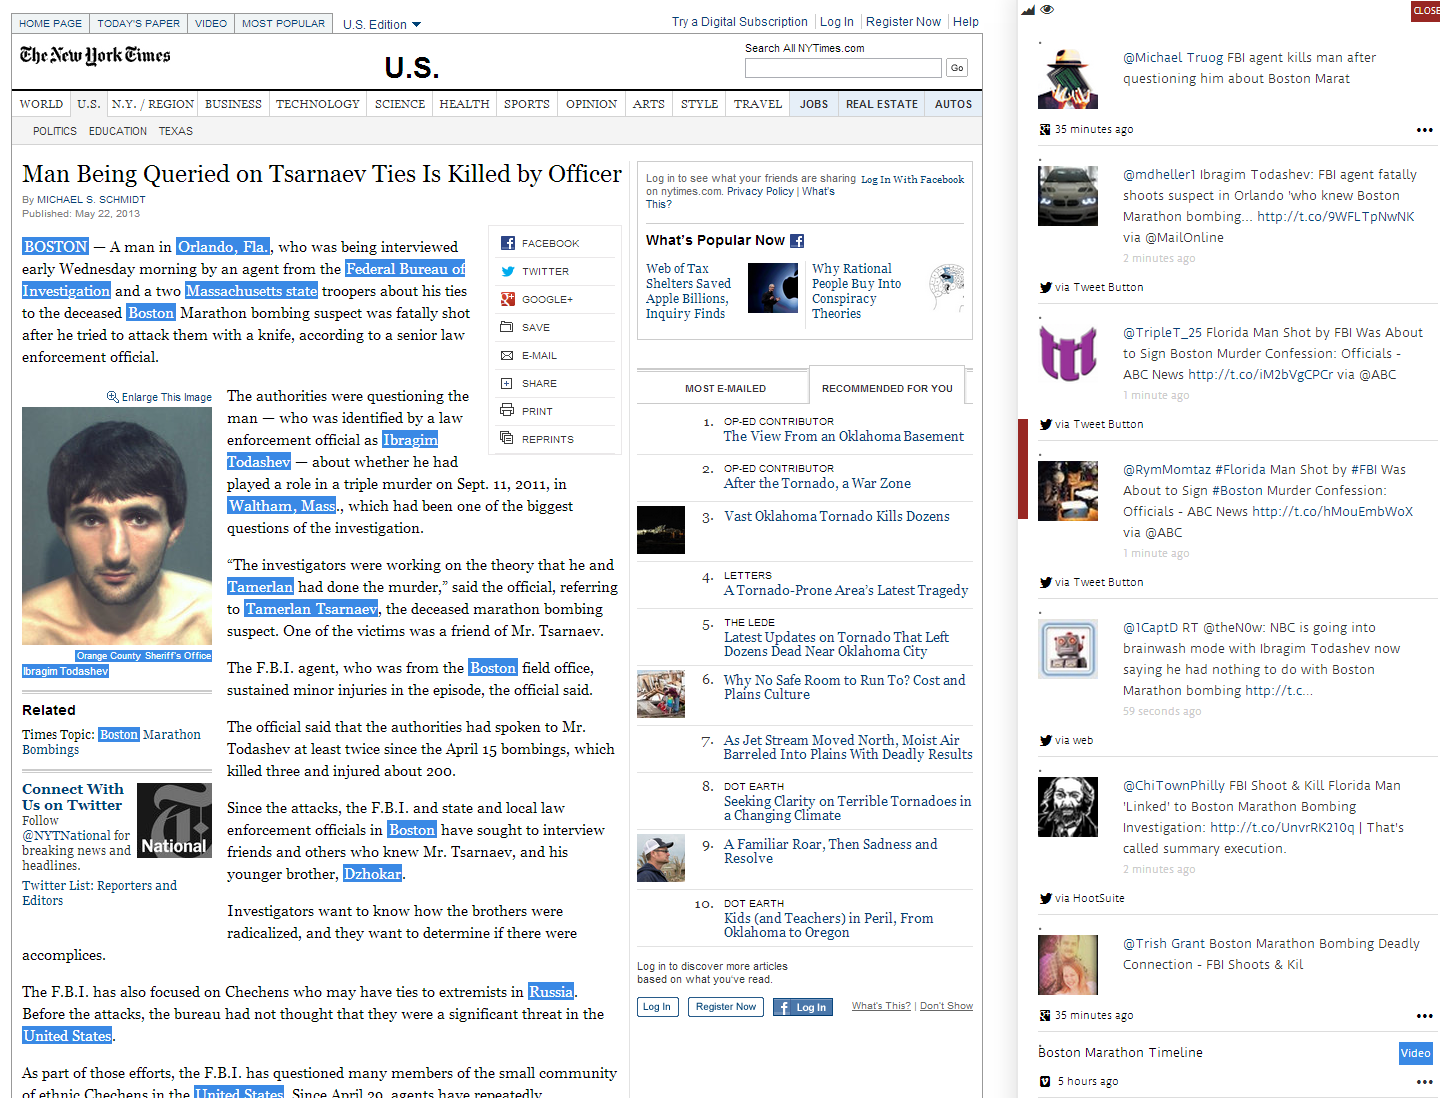 HOME PAGE
TODAY'S PAPER
VIDEO
MOST POPULAR
U.S. Edition
Try a Digital Subscription
Log In
Register Now
Help
The New York Times
U.S.
Search All NYTimes.com
Go
WORLD
U.S.
N.Y. / REGION
BUSINESS
TECHNOLOGY
SCIENCE
HEALTH
SPORTS
OPINION
ARTS
STYLE
TRAVEL
JOBS
REAL ESTATE
AUTOS
POLITICS
EDUCATION
TEXAS
Man Being Queried on Tsarnaev Ties Is Killed by Officer
By MICHAEL S. SCHMIDT
Published: May 22, 2013
BOSTON — A man in Orlando, Fla., who was being interviewed
early Wednesday morning by an agent from the Federal Bureau of
Investigation and a two Massachusetts state troopers about his ties
to the deceased Boston Marathon bombing suspect was fatally shot
after he tried to attack them with a knife, according to a senior law
enforcement official.
FACEBOOK
TWITTER
GOOGLE+
SAVE
E-MAIL
SHARE
PRINT
REPRINTS
Enlarge This Image
Orange County Sheriff's Office
Ibragim Todashev
The authorities were questioning the
man — who was identified by a law
enforcement official as Ibragim
Todashev — about whether he had
played a role in a triple murder on Sept. 11, 2011, in
Waltham, Mass., which had been one of the biggest
questions of the investigation.
“The investigators were working on the theory that he and
Tamerlan had done the murder,” said the official, referring
to Tamerlan Tsarnaev, the deceased marathon bombing
suspect. One of the victims was a friend of Mr. Tsarnaev.
The F.B.I. agent, who was from the Boston field office,
sustained minor injuries in the episode, the official said.
The official said that the authorities had spoken to Mr.
Todashev at least twice since the April 15 bombings, which
killed three and injured about 200.
Since the attacks, the F.B.I. and state and local law
enforcement officials in Boston have sought to interview
friends and others who knew Mr. Tsarnaev, and his
younger brother, Dzhokar.
Investigators want to know how the brothers were
radicalized, and they want to determine if there were
accomplices.
The F.B.I. has also focused on Chechens who may have ties to extremists in Russia.
Before the attacks, the bureau had not thought that they were a significant threat in the
United States.
As part of those efforts, the F.B.I. has questioned many members of the small community
of ethnic Chechens in the United States. Since April 29, agents have repeatedly
Related
Times Topic: Boston Marathon
Bombings
Connect With
Us on Twitter
Follow
@NYTNational for
breaking news and
headlines.
T
National
Twitter List: Reporters and
Editors
Log in to see what your friends are sharing
on nytimes.com. Privacy Policy | What's
This?
Log In With Facebook
What's Popular Now
Web of Tax
Shelters Saved
Apple Billions,
Inquiry Finds
Why Rational
People Buy Into
Conspiracy
Theories
MOST E-MAILED
RECOMMENDED FOR YOU
1. OP-ED CONTRIBUTOR
The View From an Oklahoma Basement
2. OP-ED CONTRIBUTOR
After the Tornado, a War Zone
3. Vast Oklahoma Tornado Kills Dozens
4. LETTERS
A Tornado-Prone Area's Latest Tragedy
5. THE LEDE
Latest Updates on Tornado That Left
Dozens Dead Near Oklahoma City
6. Why No Safe Room to Run To? Cost and
Plains Culture
7. As Jet Stream Moved North, Moist Air
Barreled Into Plains With Deadly Results
8. DOT EARTH
Seeking Clarity on Terrible Tornadoes in
a Changing Climate
9. A Familiar Roar, Then Sadness and
Resolve
10. DOT EARTH
Kids (and Teachers) in Peril, From
Oklahoma to Oregon
Log in to discover more articles
based on what you've read.
Log In
Register Now
Log In
What's This? | Don't Show
CLOSE
@Michael Truog FBI agent kills man after
questioning him about Boston Marat
35 minutes ago
@mdheller1 Ibragim Todashev: FBI agent fatally
shoots suspect in Orlando 'who knew Boston
Marathon bombing... http://t.co/9WFLTpNwNK
via @MailOnline
2 minutes ago
via Tweet Button
@TripleT_25 Florida Man Shot by FBI Was About
to Sign Boston Murder Confession: Officials -
ABC News http://t.co/iM2bVgCPCr via @ABC
1 minute ago
via Tweet Button
@RymMomtaz #Florida Man Shot by #FBI Was
About to Sign #Boston Murder Confession:
Officials - ABC News http://t.co/hMouEmbWoX
via @ABC
1 minute ago
via Tweet Button
@1CaptD RT @theN0w: NBC is going into
brainwash mode with Ibragim Todashev now
saying he had nothing to do with Boston
Marathon bombing http://t.c...
59 seconds ago
via web
@ChiTownPhilly FBI Shoot & Kill Florida Man
'Linked' to Boston Marathon Bombing
Investigation: http://t.co/UnvrRK210q | That's
called summary execution.
2 minutes ago
via HootSuite
@Trish Grant Boston Marathon Bombing Deadly
Connection - FBI Shoots & Kil
35 minutes ago
Boston Marathon Timeline
Video
5 hours ago